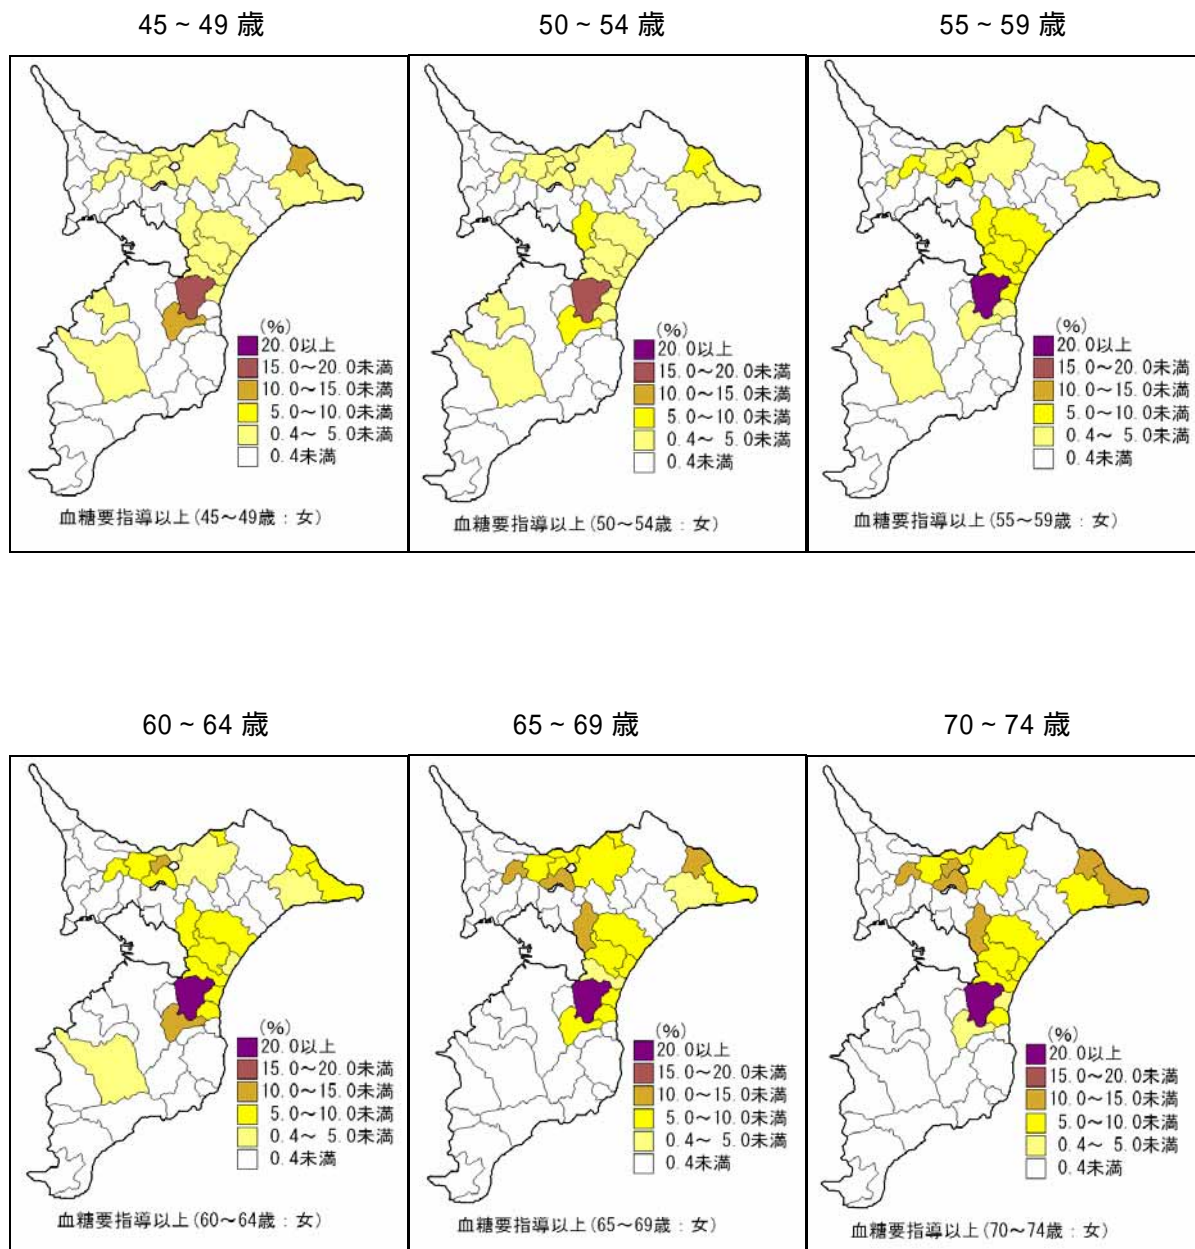 45～49 歳
50～54 歳
55～59 歳
(%)
20.0以上
15.0～20.0未満
10.0～15.0未満
5.0～10.0未満
0.4～ 5.0未満
0.4未満
血糖要指導以上(45～49歳：女)
(%)
20.0以上
15.0～20.0未満
10.0～15.0未満
5.0～10.0未満
0.4～ 5.0未満
0.4未満
血糖要指導以上(50～54歳：女)
(%)
20.0以上
15.0～20.0未満
10.0～15.0未満
5.0～10.0未満
0.4～ 5.0未満
0.4未満
血糖要指導以上(55～59歳：女)
60～64 歳
65～69 歳
70～74 歳
(%)
20.0以上
15.0～20.0未満
10.0～15.0未満
5.0～10.0未満
0.4～ 5.0未満
0.4未満
血糖要指導以上(60～64歳：女)
(%)
20.0以上
15.0～20.0未満
10.0～15.0未満
5.0～10.0未満
0.4～ 5.0未満
0.4未満
血糖要指導以上(65～69歳：女)
(%)
20.0以上
15.0～20.0未満
10.0～15.0未満
5.0～10.0未満
0.4～ 5.0未満
0.4未満
血糖要指導以上(70～74歳：女)